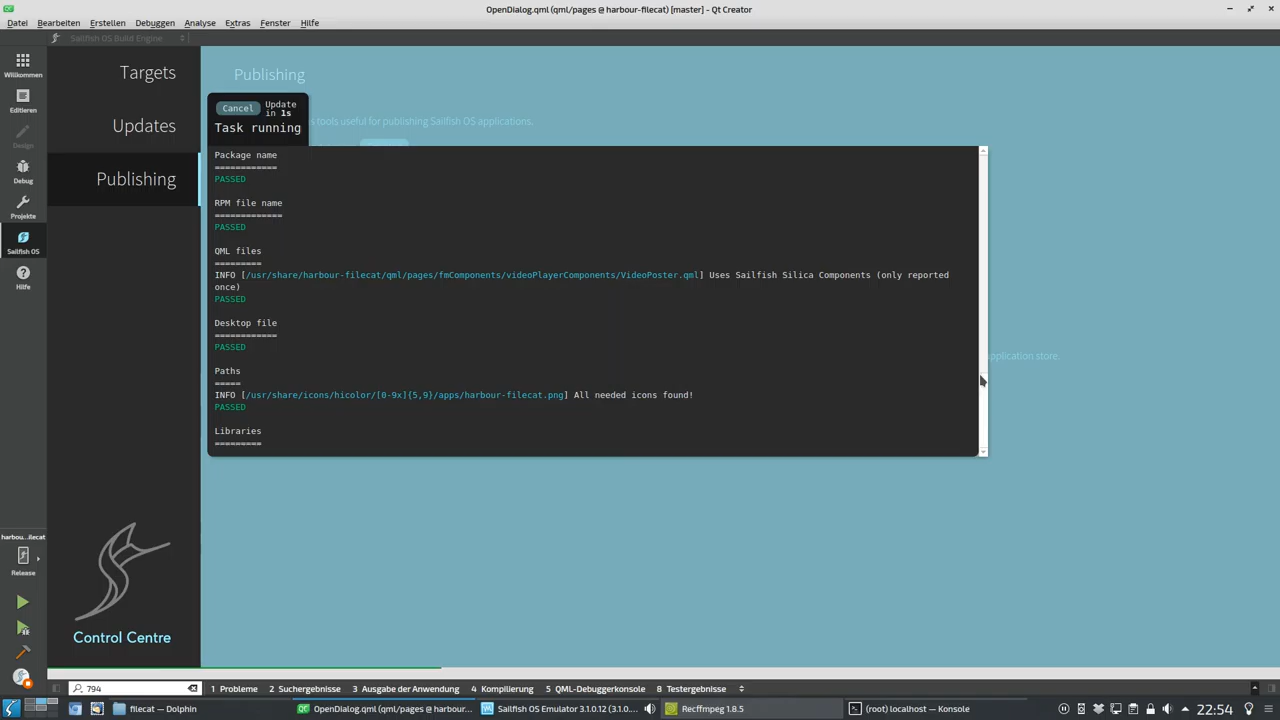 OpenDialog.qml (qml/pages @ harbour-filecat) [master] - Qt Creator
Datei Bearbeiten Erstellen Debuggen Analyse Extras Fenster Hilfe
Sailfish OS Build Engine
Willkommen
Editieren
Design
Debug
Projekte
Sailfish OS
Hilfe
harbou...ilecat
Release
Targets
Updates
Publishing
Control Centre
Publishing
s tools useful for publishing Sailfish OS applications.
application store.
Cancel
Update
in 1s
Task running
Package name
============
PASSED
RPM file name
=============
PASSED
QML files
=========
INFO [/usr/share/harbour-filecat/qml/pages/fmComponents/videoPlayerComponents/VideoPoster.qml] Uses Sailfish Silica Components (only reported
once)
PASSED
Desktop file
============
PASSED
Paths
=====
INFO [/usr/share/icons/hicolor/[0-9x]{5,9}/apps/harbour-filecat.png] All needed icons found!
PASSED
Libraries
=========
794
1 Probleme 2 Suchergebnisse 3 Ausgabe der Anwendung 4 Kompilierung 5 QML-Debuggerkonsole 8 Testergebnisse
filecat — Dolphin
OpenDialog.qml (qml/pages @ harbour...
Sailfish OS Emulator 3.1.0.12 (3.1.0....
Recffmpeg 1.8.5
(root) localhost — Konsole
22:54